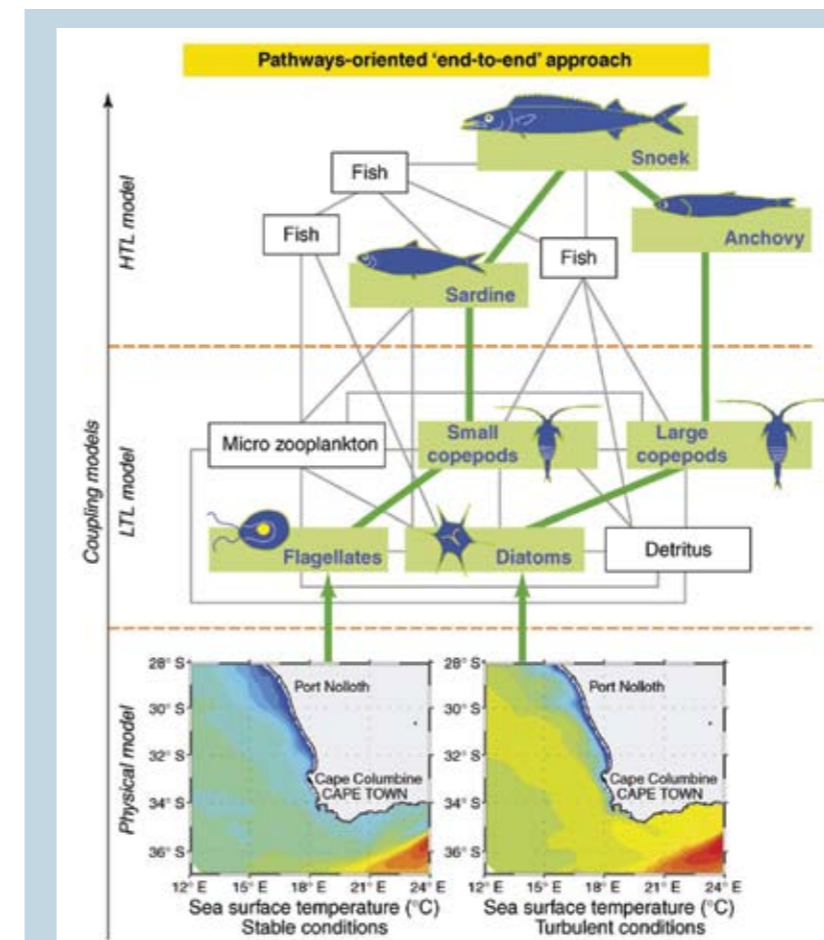 Pathways-oriented 'end-to-end' approach
Snoek
Fish
Anchovy
Fish
Fish
Sardine
HTL model
Small
copepods
Large
copepods
Micro zooplankton
Coupling models
LTL model
Flagellates
Diatoms
Detritus
Physical model
28° S
30° S
32° S
34° S
36° S
Port Nolloth
Cape Columbine
CAPE TOWN
12° E
15° E
18° E
21° E
24° E
Sea surface temperature (°C)
Stable conditions
28° S
30° S
32° S
34° S
36° S
Port Nolloth
Cape Columbine
CAPE TOWN
12° E
15° E
18° E
21° E
24° E
Sea surface temperature (°C)
Turbulent conditions